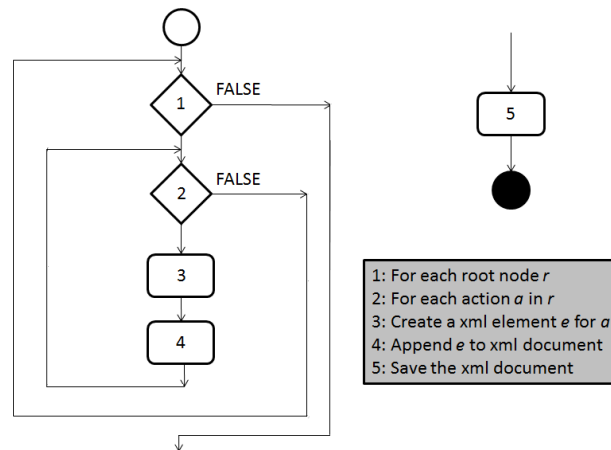 1
FALSE
2
FALSE
3
4
5
1: For each root node r
2: For each action a in r
3: Create a xml element e for a
4: Append e to xml document
5: Save the xml document